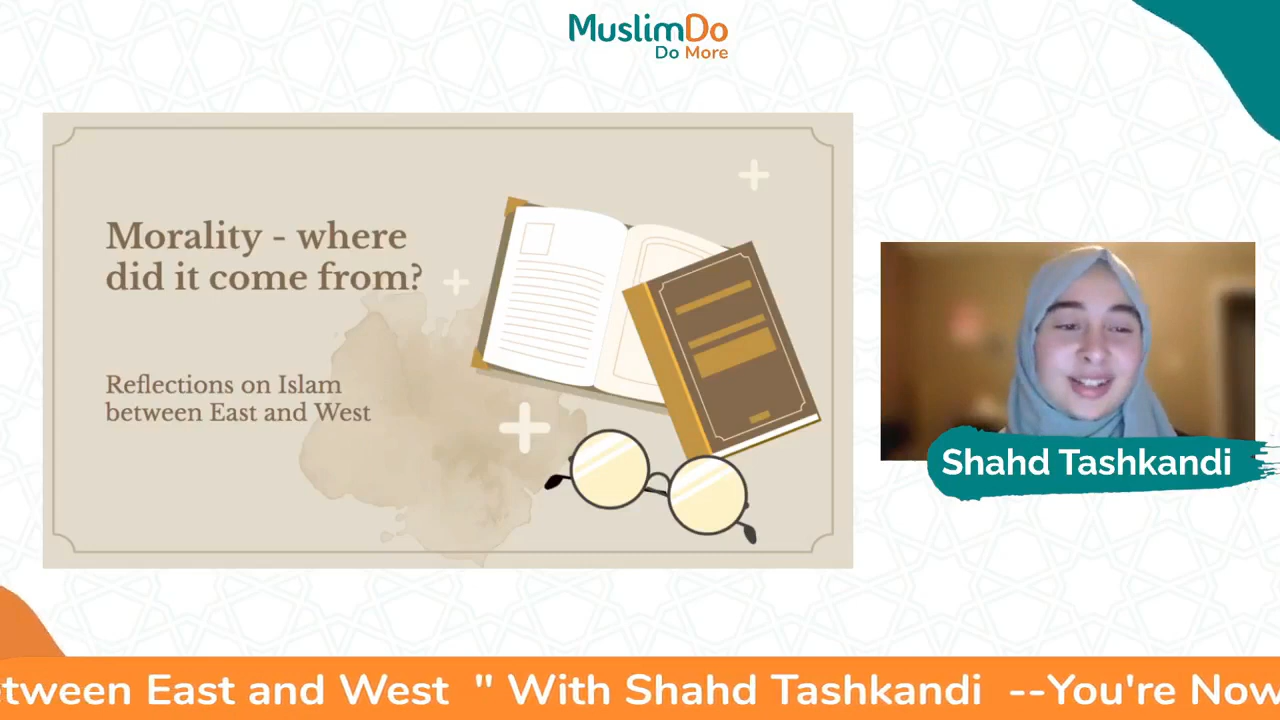 MuslimDo
Do More
Morality - where
did it come from?
Reflections on Islam
between East and West
Shahd Tashkandi
tween East and West " With Shahd Tashkandi --You're Now